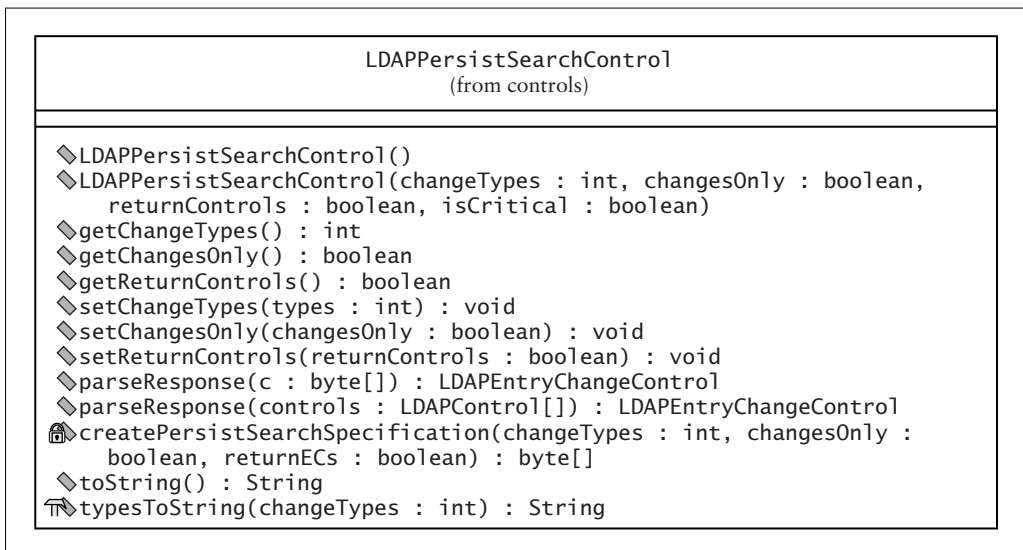 LDAPPersistSearchControl
(from controls)
LDAPPersistSearchControl()
LDAPPersistSearchControl(changeTypes : int, changesOnly : boolean,
returnControls : boolean, isCritical : boolean)
getChangeTypes() : int
getChangesOnly() : boolean
getReturnControls() : boolean
setChangeTypes(types : int) : void
setChangesOnly(changesOnly : boolean) : void
setReturnControls(returnControls : boolean) : void
parseResponse(c : byte[]) : LDAPEntryChangeControl
parseResponse(controls : LDAPControl[]) : LDAPEntryChangeControl
createPersistSearchSpecification(changeTypes : int, changesOnly :
boolean, returnECs : boolean) : byte[]
toString() : String
typesToString(changeTypes : int) : String